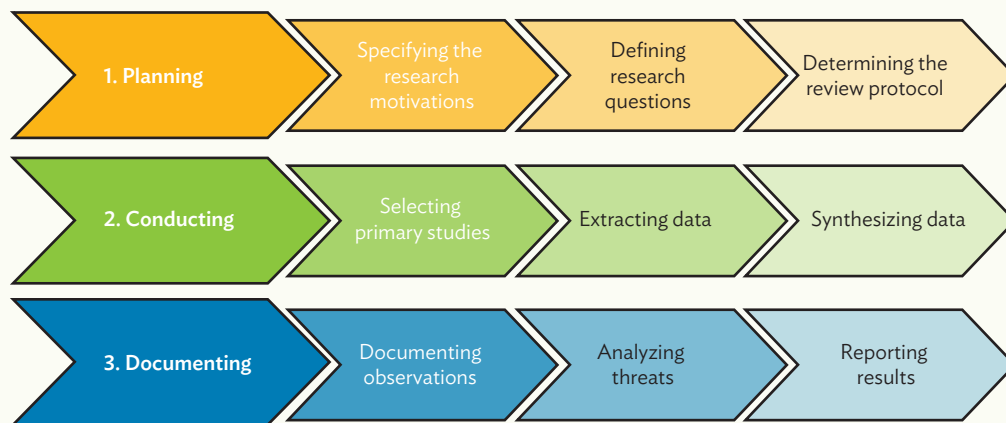 1. Planning
Specifying the
research
motivations
Defining
research
questions
Determining the
review protocol
2. Conducting
Selecting
primary studies
Extracting data
Synthesizing data
3. Documenting
Documenting
observations
Analyzing
threats
Reporting
results